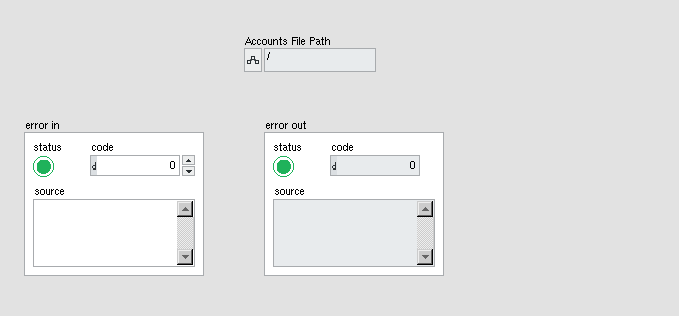 Accounts File Path
/
error in
error out
status
code
status
code
d
0
d
0
source
source